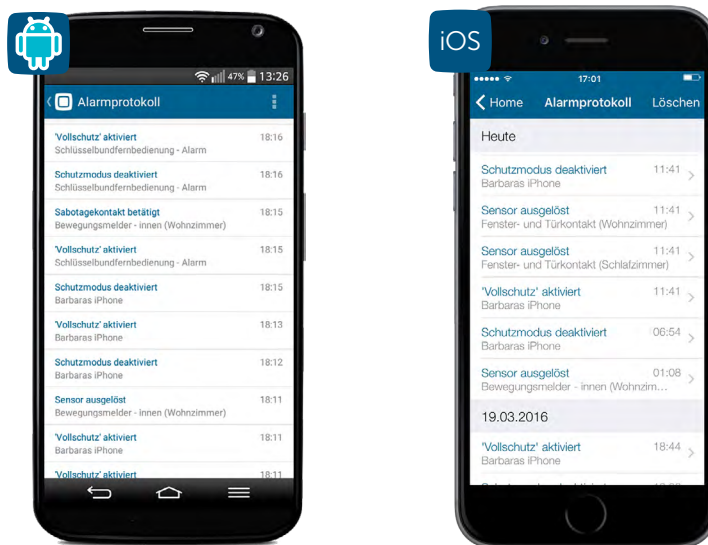 47% 13:26
Alarmprotokoll
'Vollschutz' aktiviert 18:16
Schlüsselbundfernbedienung - Alarm
Schutzmodus deaktiviert 18:16
Schlüsselbundfernbedienung - Alarm
Sabotagekontakt betätigt 18:15
Bewegungsmelder - innen (Wohnzimmer)
'Vollschutz' aktiviert 18:15
Schlüsselbundfernbedienung - Alarm
Schutzmodus deaktiviert 18:15
Barbaras iPhone
'Vollschutz' aktiviert 18:13
Barbaras iPhone
Schutzmodus deaktiviert 18:12
Barbaras iPhone
Sensor ausgelöst 18:11
Bewegungsmelder - innen (Wohnzimmer)
'Vollschutz' aktiviert 18:11
Barbaras iPhone
'Vollschutz' aktiviert 18:11
iOS
17:01
Home Alarmprotokoll Löschen
Heute
Schutzmodus deaktiviert 11:41
Barbaras iPhone
Sensor ausgelöst 11:41
Fenster- und Türkontakt (Wohnzimmer)
Sensor ausgelöst 11:41
Fenster- und Türkontakt (Schlafzimmer)
'Vollschutz' aktiviert 11:41
Barbaras iPhone
Schutzmodus deaktiviert 06:54
Barbaras iPhone
Sensor ausgelöst 01:08
Bewegungsmelder - innen (Wohnzim...
19.03.2016
'Vollschutz' aktiviert 18:44
Barbaras iPhone